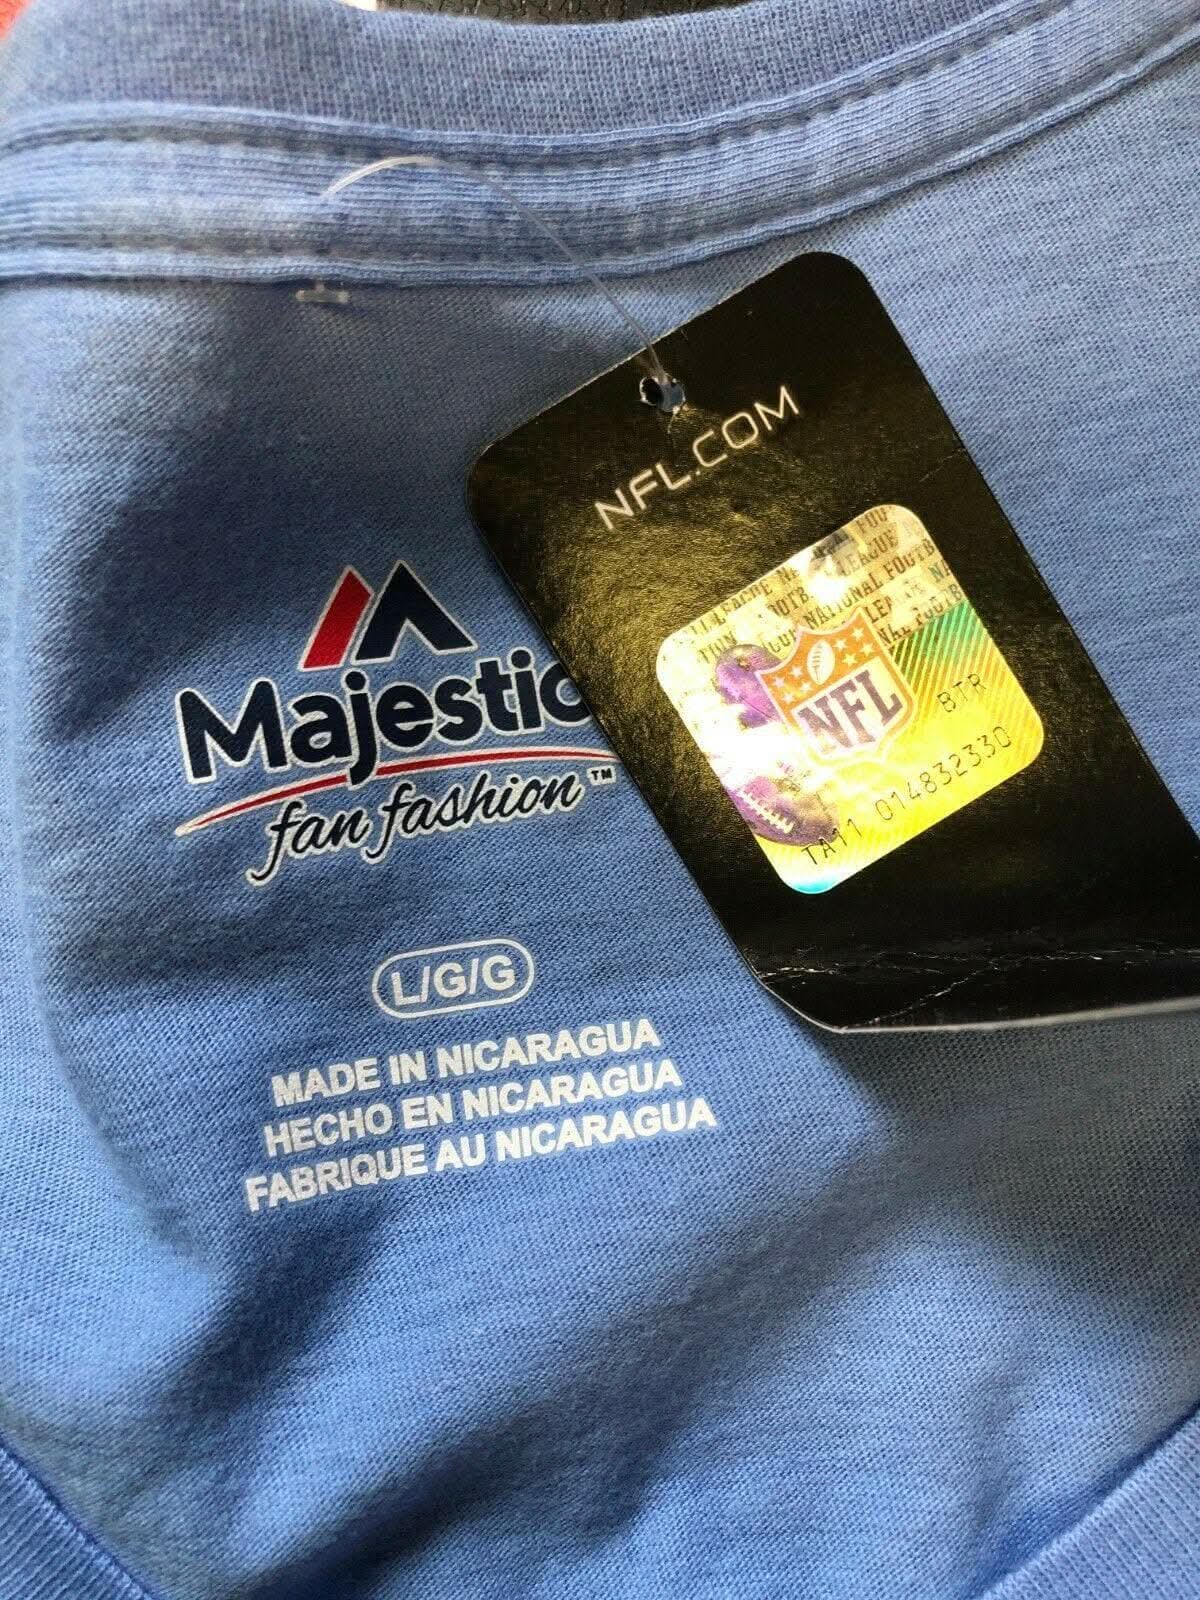 NFL.COM
NFL
BTR
TA11 014832330
Majestic
fan fashion™
L/G/G
MADE IN NICARAGUA
HECHO EN NICARAGUA
FABRIQUE AU NICARAGUA